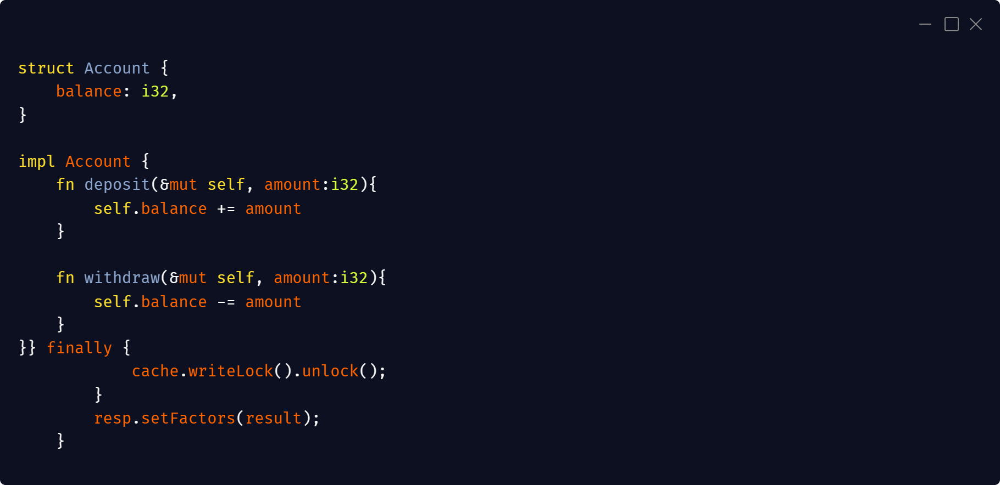 struct Account {
    balance: i32,
}

impl Account {
    fn deposit(&mut self, amount:i32){
        self.balance += amount
    }

    fn withdraw(&mut self, amount:i32){
        self.balance -= amount
    }
}} finally {
            cache.writeLock().unlock();
        }
        resp.setFactors(result);
    }